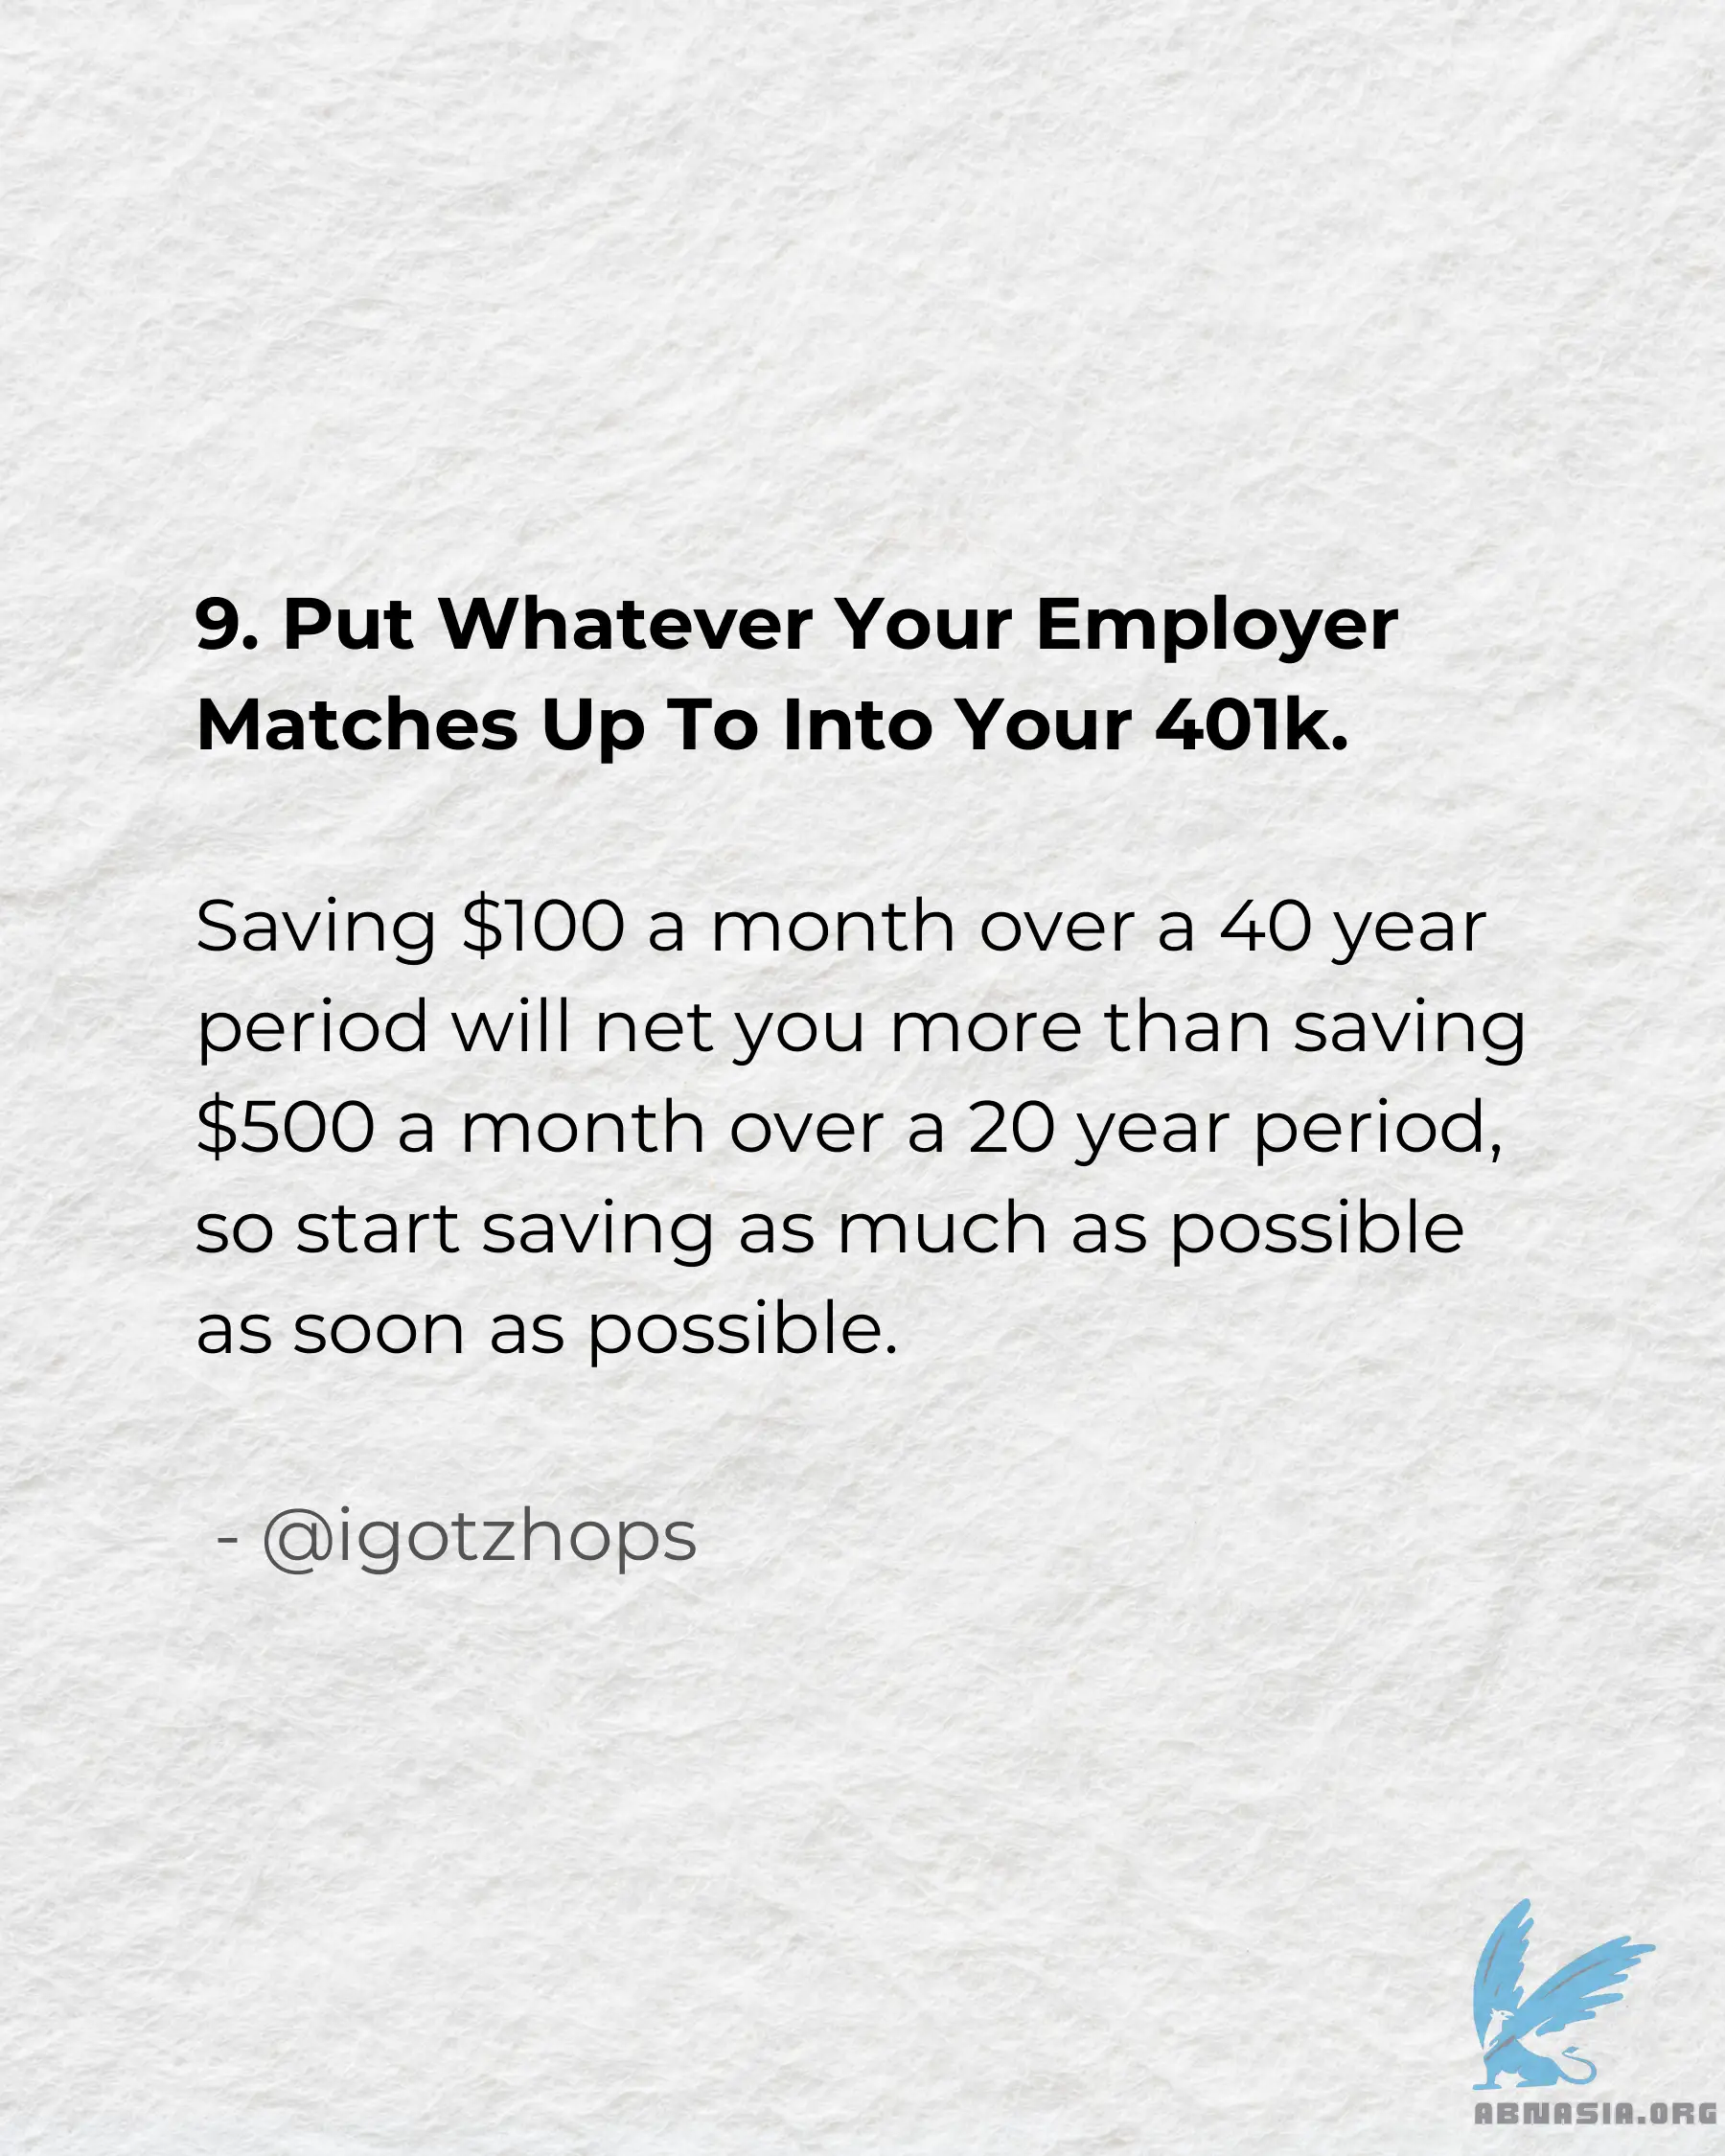 9. Put Whatever Your Employer
Matches Up To Into Your 401k.
Saving $100 a month over a 40 year
period will net you more than saving
$500 a month over a 20 year period,
so start saving as much as possible
as soon as possible.
- @igotzhops
ABNASIA.ORG